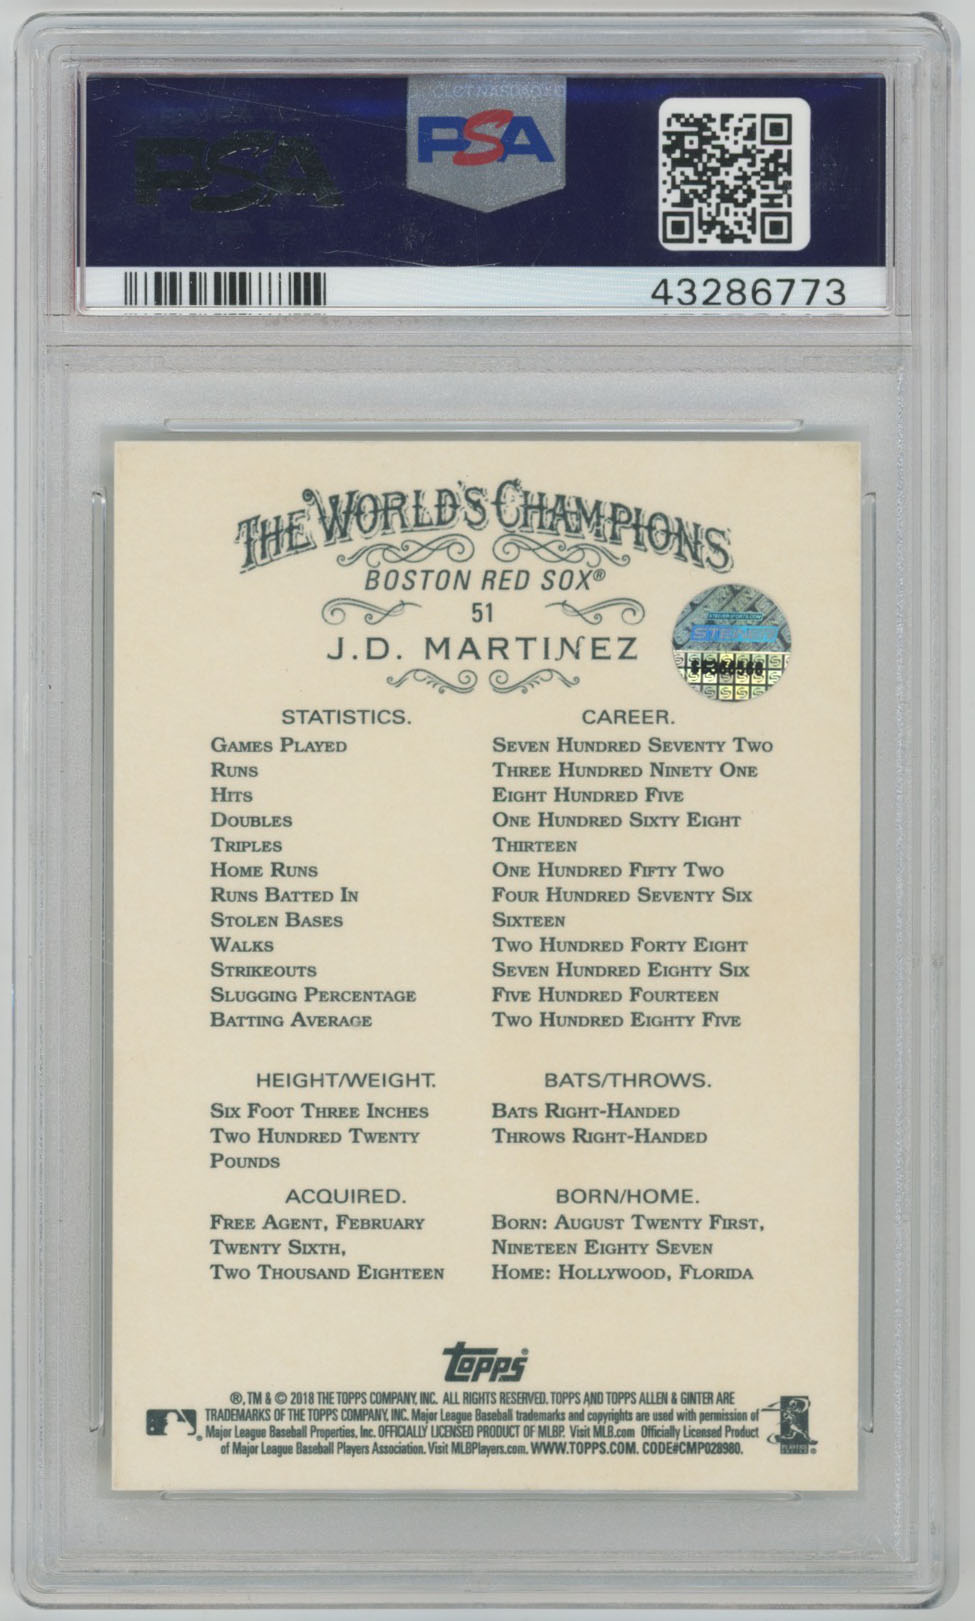 PSA
PSA
43286773
THE WORLD'S CHAMPIONS
BOSTON RED SOX®
51
J.D. MARTINEZ
STATISTICS. CAREER.
GAMES PLAYED SEVEN HUNDRED SEVENTY TWO
RUNS THREE HUNDRED NINETY ONE
HITS EIGHT HUNDRED FIVE
DOUBLES ONE HUNDRED SIXTY EIGHT
TRIPLES THIRTEEN
HOME RUNS ONE HUNDRED FIFTY TWO
RUNS BATTED IN FOUR HUNDRED SEVENTY SIX
STOLEN BASES SIXTEEN
WALKS TWO HUNDRED FORTY EIGHT
STRIKEOUTS SEVEN HUNDRED EIGHTY SIX
SLUGGING PERCENTAGE FIVE HUNDRED FOURTEEN
BATTING AVERAGE TWO HUNDRED EIGHTY FIVE
HEIGHT/WEIGHT. BATS/THROWS.
SIX FOOT THREE INCHES BATS RIGHT-HANDED
TWO HUNDRED TWENTY THROWS RIGHT-HANDED
POUNDS
ACQUIRED. BORN/HOME.
FREE AGENT, FEBRUARY BORN: AUGUST TWENTY FIRST,
TWENTY SIXTH, NINETEEN EIGHTY SEVEN
TWO THOUSAND EIGHTEEN HOME: HOLLYWOOD, FLORIDA
TOPPS®
®, TM & © 2018 THE TOPPS COMPANY, INC. ALL RIGHTS RESERVED. TOPPS AND TOPPS ALLEN & GINTER ARE
TRADEMARKS OF THE TOPPS COMPANY, INC. Major League Baseball trademarks and copyrights are used with permission of
Major League Baseball Properties, Inc. OFFICIALLY LICENSED PRODUCT OF MLBP. Visit MLB.com Officially Licensed Product
of Major League Baseball Players Association. Visit MLBPlayers.com. WWW.TOPPS.COM. CODE#CMP028980.